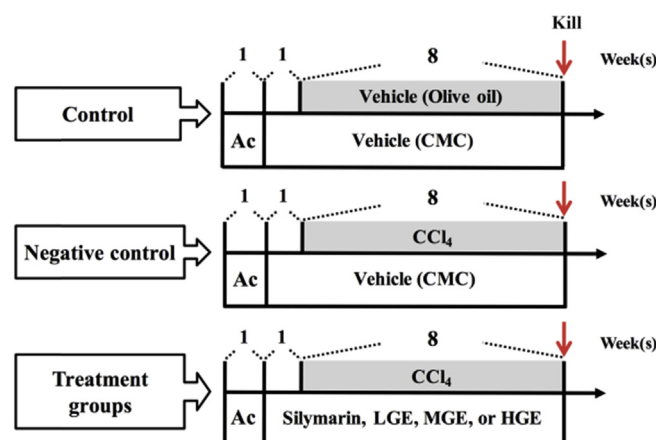 Kill
1 1 8 Week(s)
Control
Vehicle (Olive oil)
Ac Vehicle (CMC)
1 1 8 Week(s)
Negative control
CCl₄
Ac Vehicle (CMC)
1 1 8 Week(s)
Treatment
groups
CCl₄
Ac Silymarin, LGE, MGE, or HGE